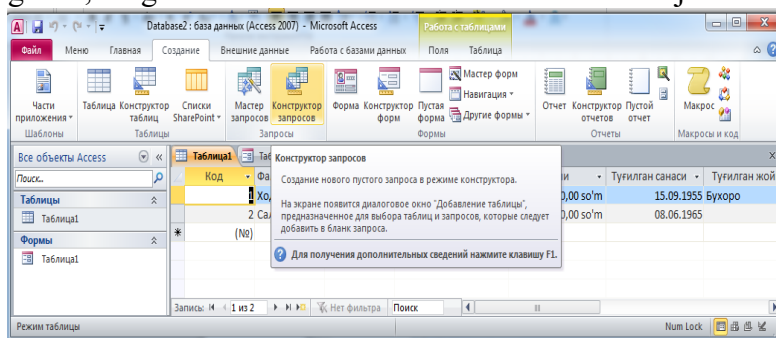 Database2 : база данных (Access 2007) - Microsoft Access
Работа с таблицами
Файл Меню Главная Создание Внешние данные Работа с базами данных Поля Таблица
Части приложения
Таблица
Конструктор таблиц
Списки SharePoint
Мастер запросов
Конструктор запросов
Форма
Конструктор форм
Пустая форма
Мастер форм
Навигация
Другие формы
Отчет
Конструктор отчетов
Пустой отчет
Макрос
Шаблоны Таблицы Запросы Формы Отчеты Макросы и код
Все объекты Access
Поиск...
Таблицы
Таблица1
Формы
Таблица1
Таблица1
Код
Туғилган санаси Туғилган жой
1 0,00 so'm 15.09.1955 Бухоро
2 0,00 so'm 08.06.1965
(№)
Конструктор запросов
Создание нового пустого запроса в режиме конструктора.
На экране появится диалоговое окно "Добавление таблицы",
предназначенное для выбора таблиц и запросов, которые следует
добавить в бланк запроса.
Для получения дополнительных сведений нажмите клавишу F1.
Запись: 1 из 2 Нет фильтра Поиск
Режим таблицы Num Lock